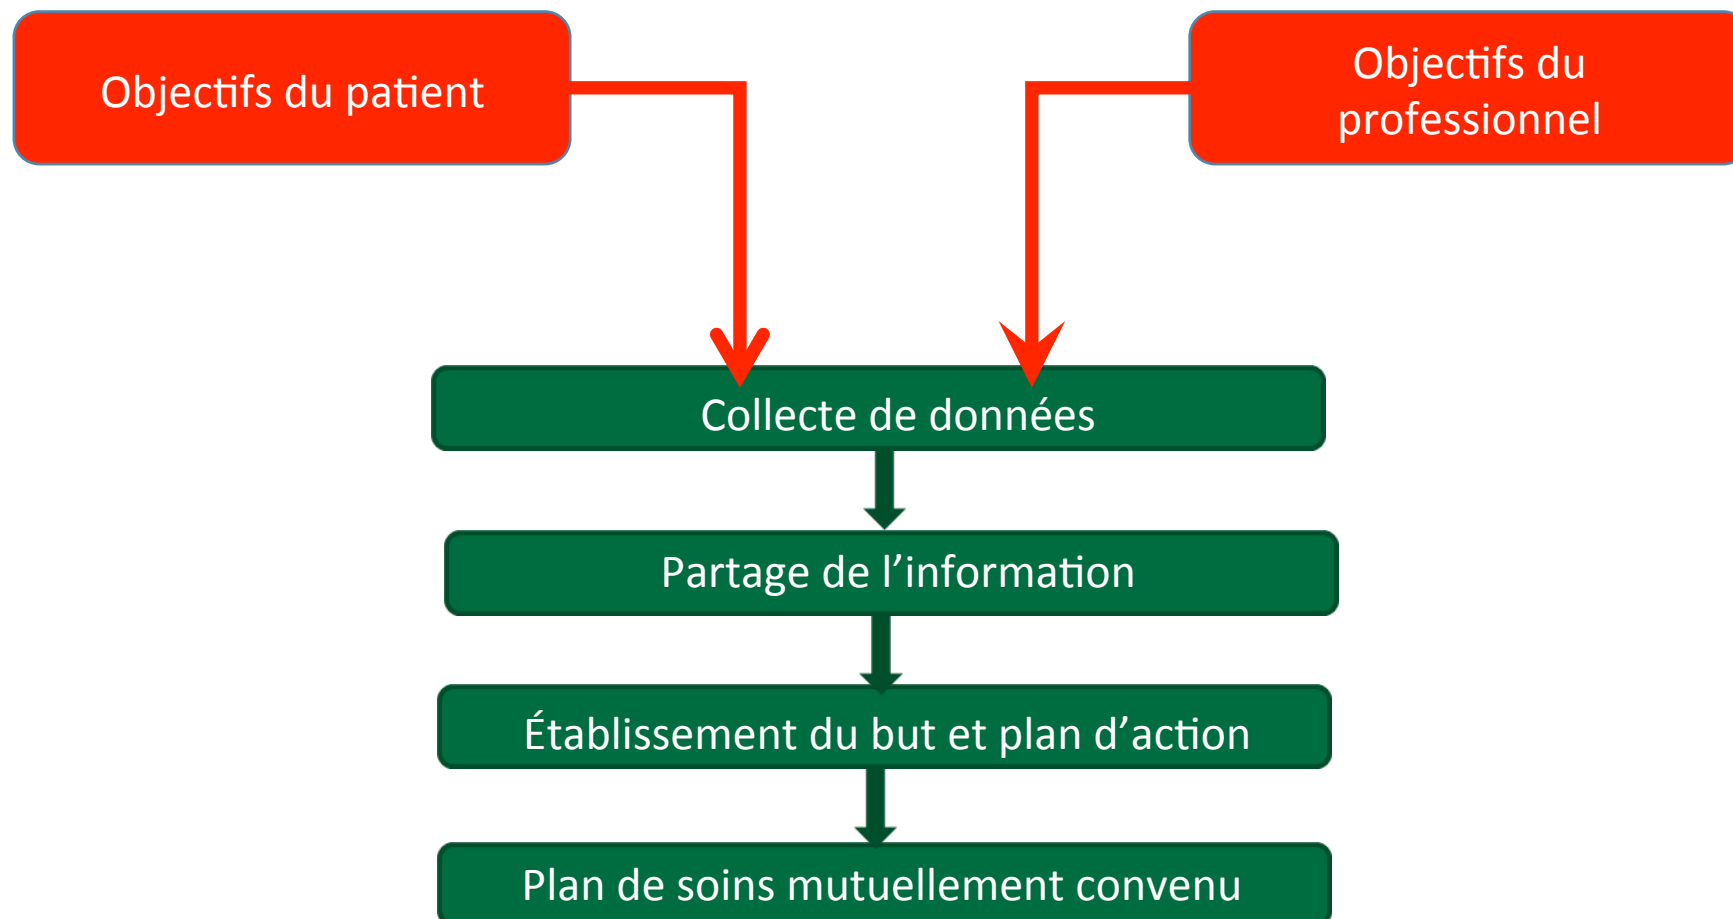 Objectifs du patient
Objectifs du
professionnel
Collecte de données
Partage de l’information
Établissement du but et plan d’action
Plan de soins mutuellement convenu